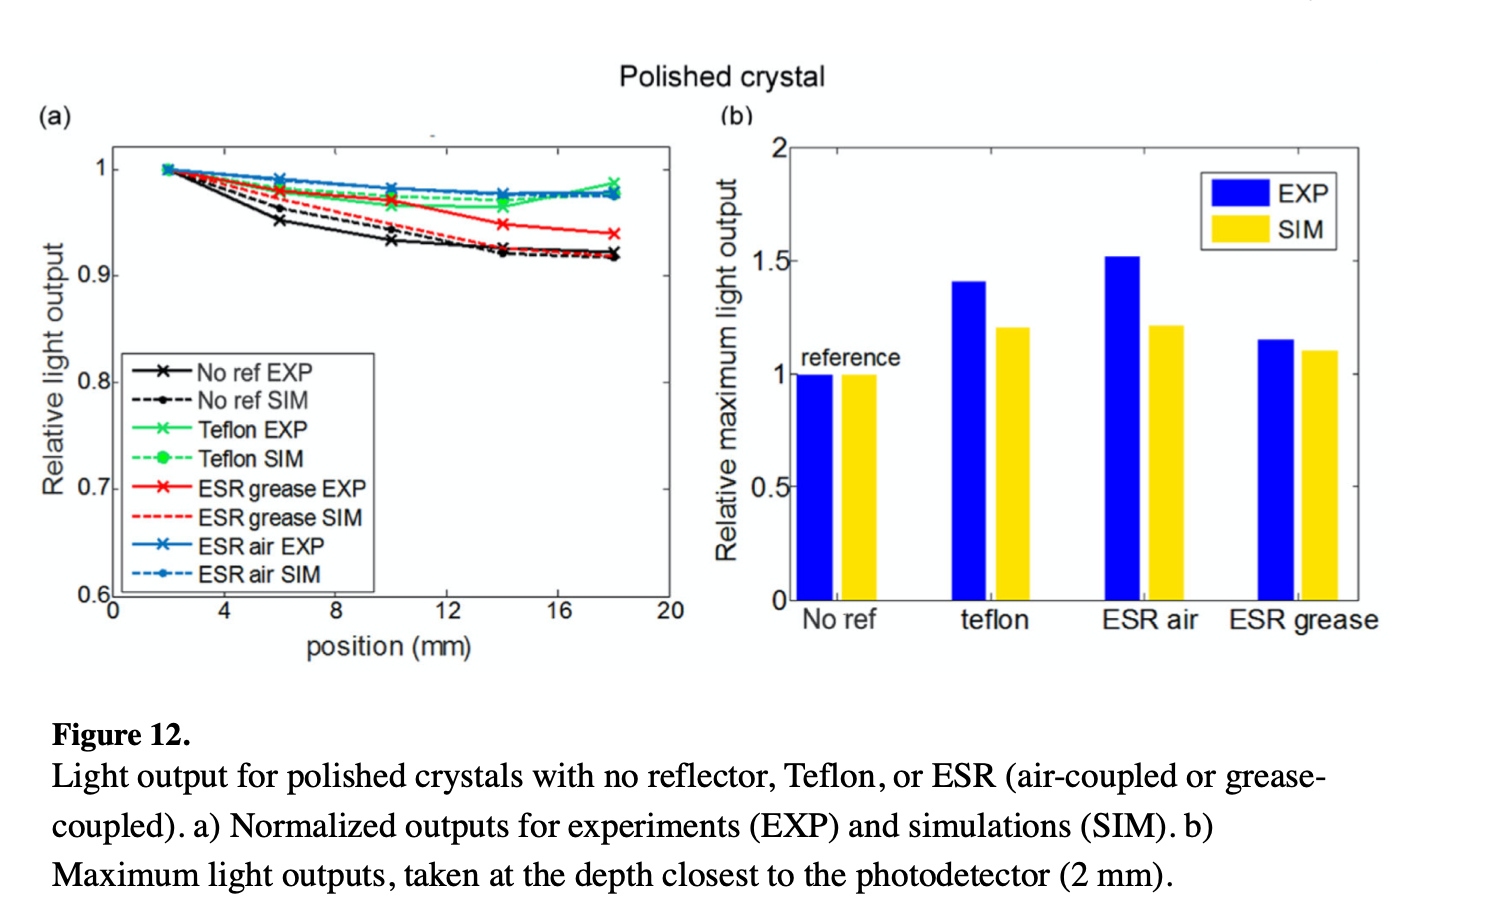 Polished crystal
(a)
Relative light output
1
0.9
0.8
0.7
0.6
0
4
8
12
16
20
position (mm)
No ref EXP
No ref SIM
Teflon EXP
Teflon SIM
ESR grease EXP
ESR grease SIM
ESR air EXP
ESR air SIM
(b)
Relative maximum light output
2
1.5
1
0.5
0
EXP
SIM
reference
No ref
teflon
ESR air
ESR grease
Figure 12.
Light output for polished crystals with no reflector, Teflon, or ESR (air-coupled or grease-
coupled). a) Normalized outputs for experiments (EXP) and simulations (SIM). b)
Maximum light outputs, taken at the depth closest to the photodetector (2 mm).